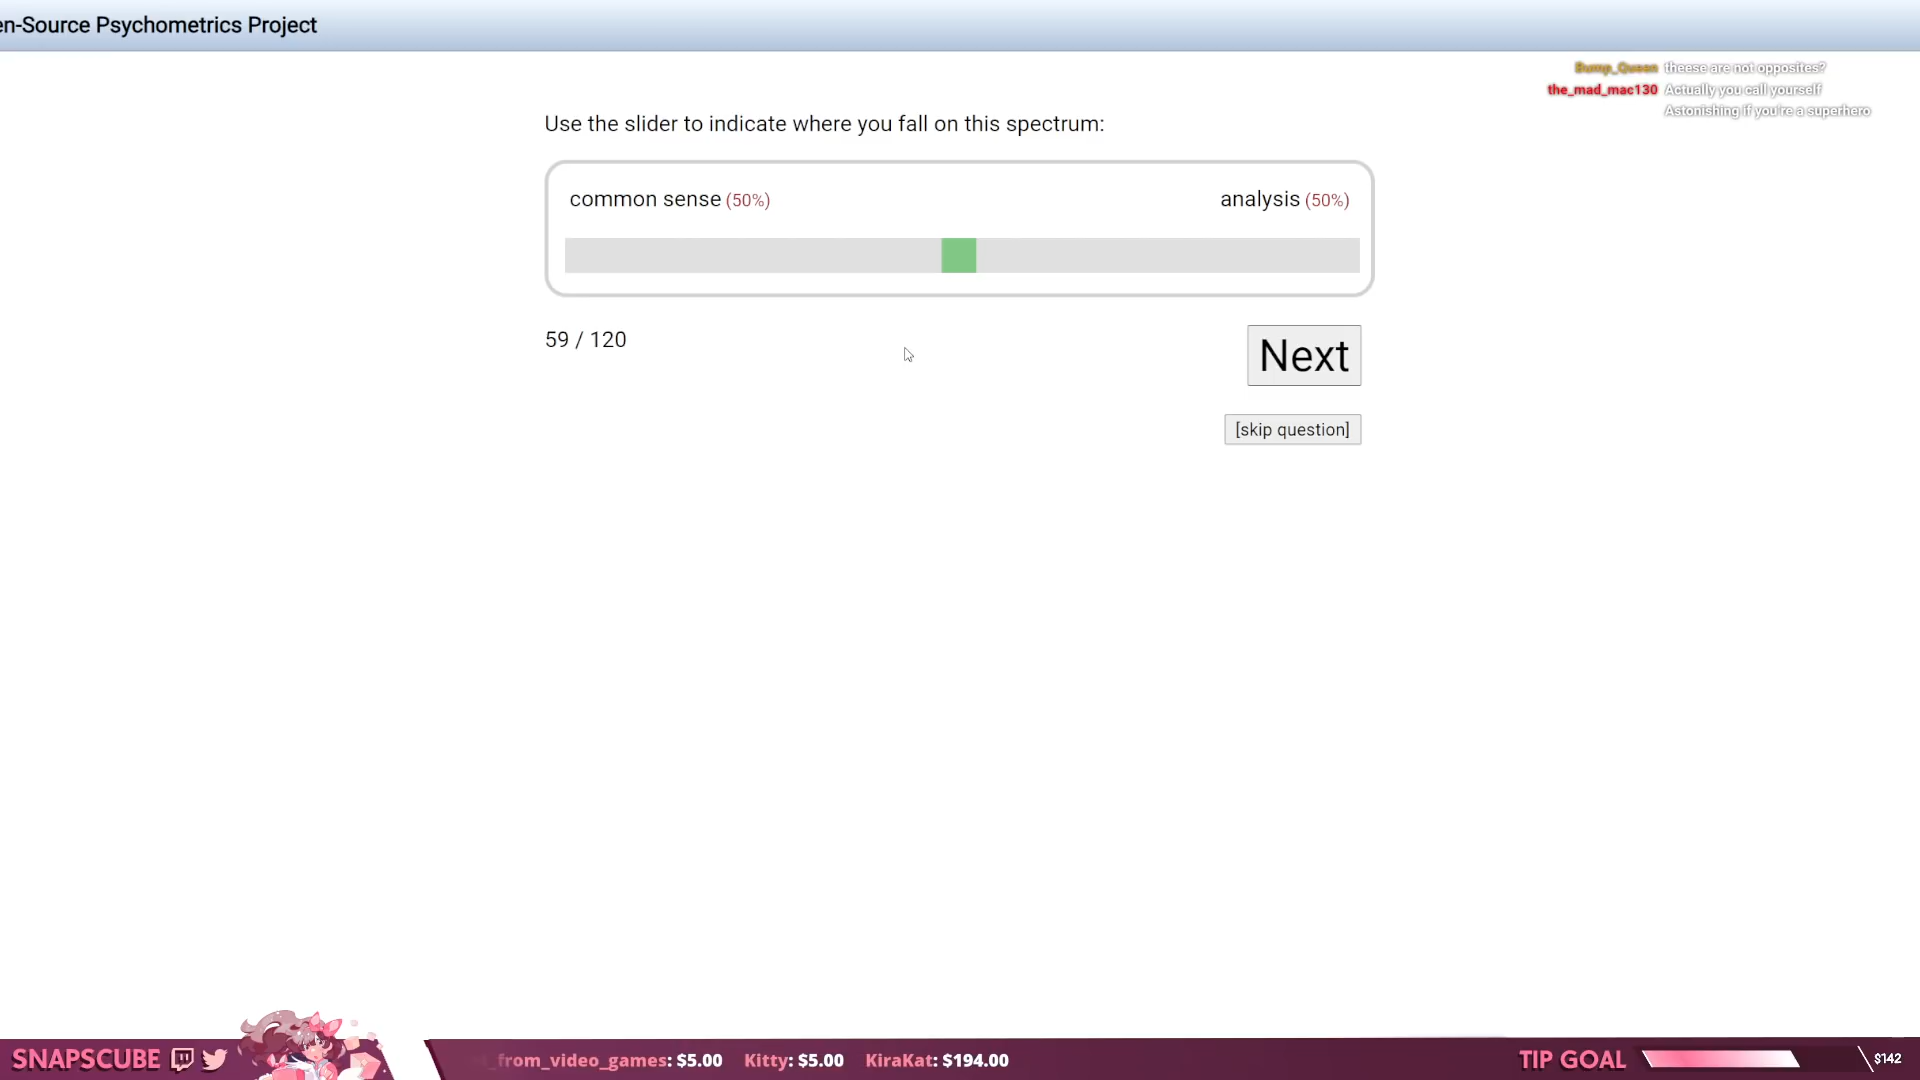 en-Source Psychometrics Project
Bump_Queen theese are not opposites?
the_mad_mac130 Actually you call yourself
Astonishing if you're a superhero
Use the slider to indicate where you fall on this spectrum:
common sense (50%) analysis (50%)
59 / 120
Next
[skip question]
SNAPSCUBE _from_video_games: $5.00 Kitty: $5.00 KiraKat: $194.00 TIP GOAL $142